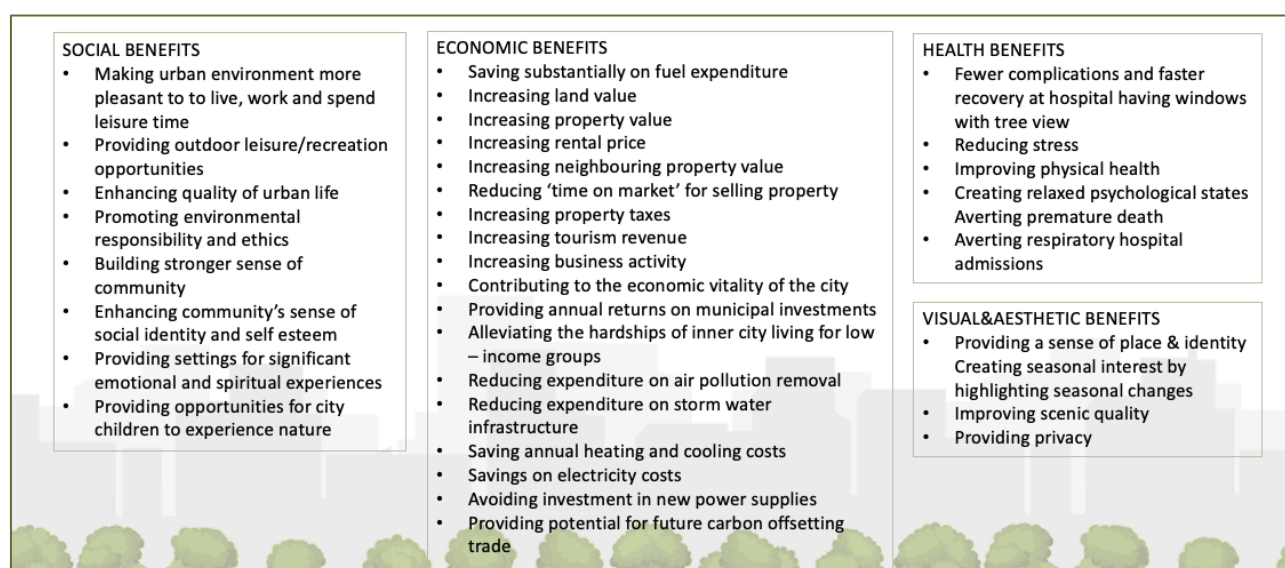 SOCIAL BENEFITS
• Making urban environment more
pleasant to to live, work and spend
leisure time
• Providing outdoor leisure/recreation
opportunities
• Enhancing quality of urban life
• Promoting environmental
responsibility and ethics
• Building stronger sense of
community
• Enhancing community's sense of
social identity and self esteem
• Providing settings for significant
emotional and spiritual experiences
• Providing opportunities for city
children to experience nature
ECONOMIC BENEFITS
• Saving substantially on fuel expenditure
• Increasing land value
• Increasing property value
• Increasing rental price
• Increasing neighbouring property value
• Reducing ‘time on market’ for selling property
• Increasing property taxes
• Increasing tourism revenue
• Increasing business activity
• Contributing to the economic vitality of the city
• Providing annual returns on municipal investments
• Alleviating the hardships of inner city living for low
– income groups
• Reducing expenditure on air pollution removal
• Reducing expenditure on storm water
infrastructure
• Saving annual heating and cooling costs
• Savings on electricity costs
• Avoiding investment in new power supplies
• Providing potential for future carbon offsetting
trade
HEALTH BENEFITS
• Fewer complications and faster
recovery at hospital having windows
with tree view
• Reducing stress
• Improving physical health
• Creating relaxed psychological states
Averting premature death
• Averting respiratory hospital
admissions
VISUAL&AESTHETIC BENEFITS
• Providing a sense of place & identity
Creating seasonal interest by
highlighting seasonal changes
• Improving scenic quality
• Providing privacy